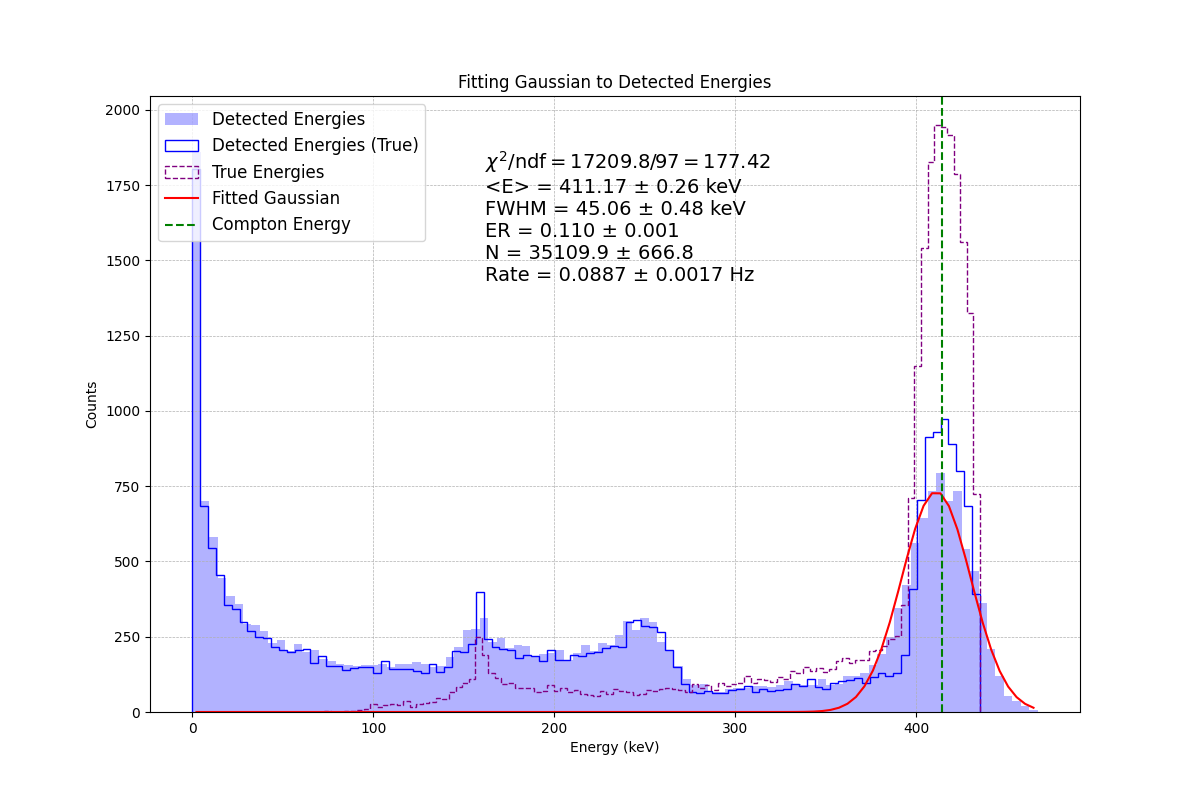 Fitting Gaussian to Detected Energies
Detected Energies
Detected Energies (True)
True Energies
Fitted Gaussian
Compton Energy
χ²/ndf = 17209.8/97 = 177.42
<E> = 411.17 ± 0.26 keV
FWHM = 45.06 ± 0.48 keV
ER = 0.110 ± 0.001
N = 35109.9 ± 666.8
Rate = 0.0887 ± 0.0017 Hz
Counts
2000
1750
1500
1250
1000
750
500
250
0
0 100 200 300 400
Energy (keV)